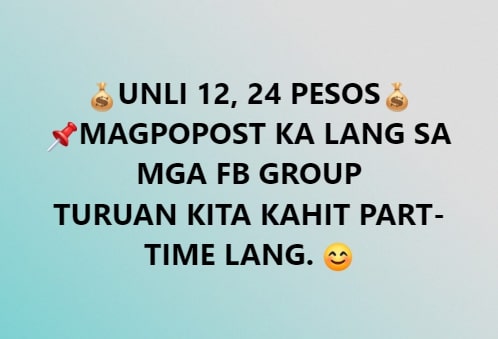 💰UNLI 12, 24 PESOS💰
📌MAGPOPOST KA LANG SA
MGA FB GROUP
TURUAN KITA KAHIT PART-
TIME LANG. 😊